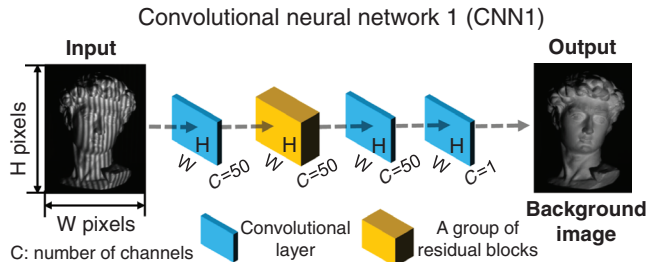 Convolutional neural network 1 (CNN1)
Input
Output
H pixels
W pixels
H
W
C=50
H
W
C=50
H
W
C=50
H
W
C=1
Background
image
C: number of channels
Convolutional
layer
A group of
residual blocks